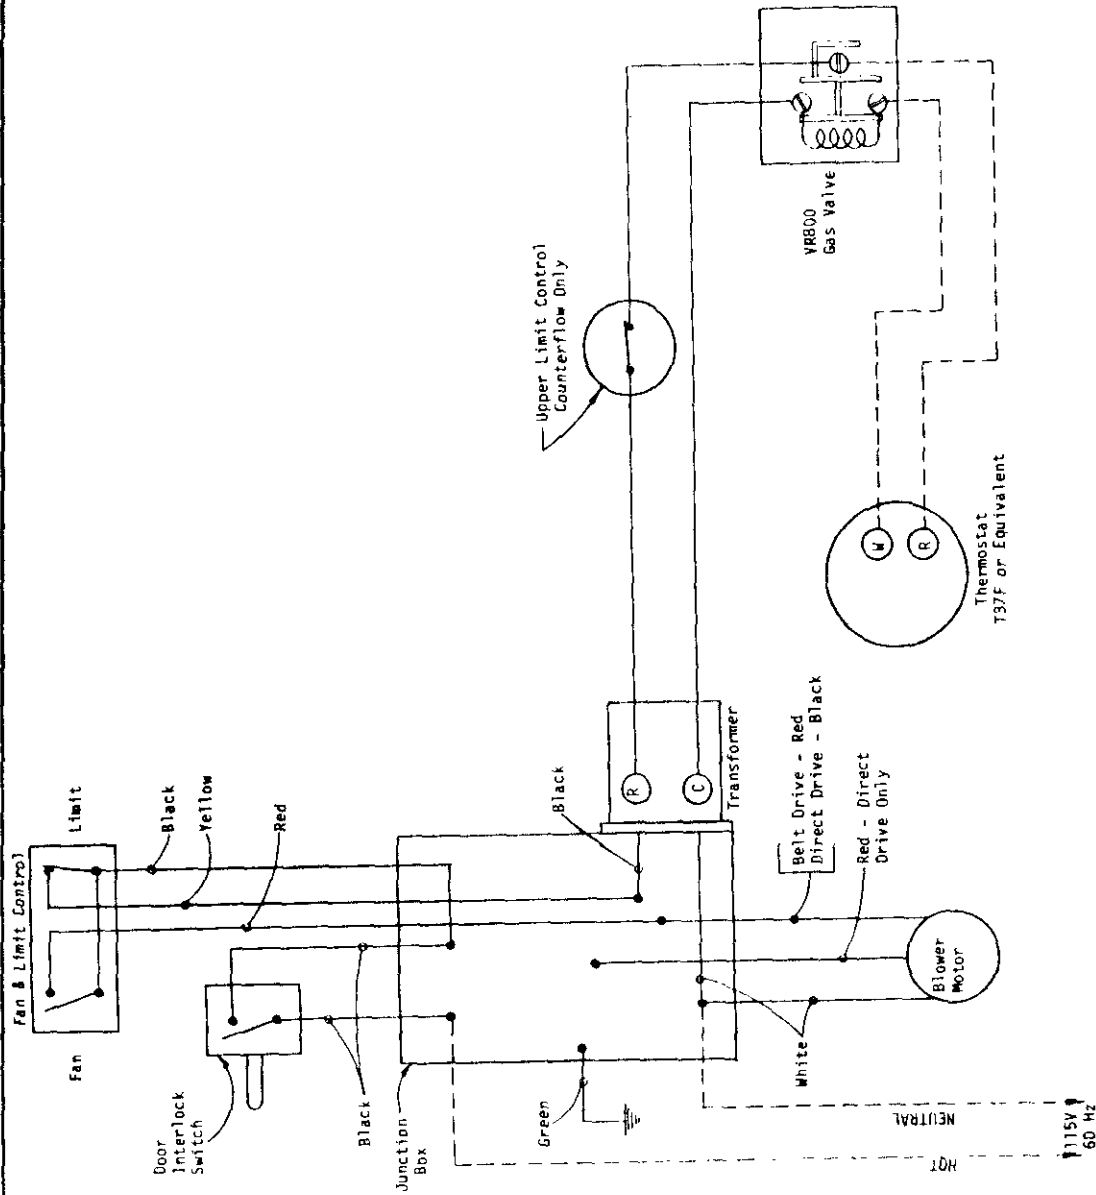 Fan & Limit Control
Fan
Limit
Black
Yellow
Red
Door
Interlock
Switch
Black
Junction
Box
Green
White
Black
R
C
Transformer
Belt Drive - Red
Direct Drive - Black
Red - Direct
Drive Only
Blower
Motor
HOT
NEUTRAL
115V
60 Hz
Upper Limit Control
Counterflow Only
VR800
Gas Valve
W
R
Thermostat
T87F or Equivalent